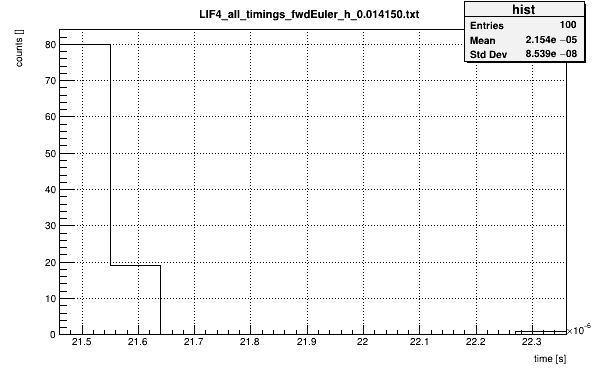 LIF4_all_timings_fwdEuler_h_0.014150.txt
hist
Entries 100
Mean 2.154e −05
Std Dev 8.539e −08
counts []
80
70
60
50
40
30
20
10
0
21.5 21.6 21.7 21.8 21.9 22 22.1 22.2 22.3
×10−6
time [s]